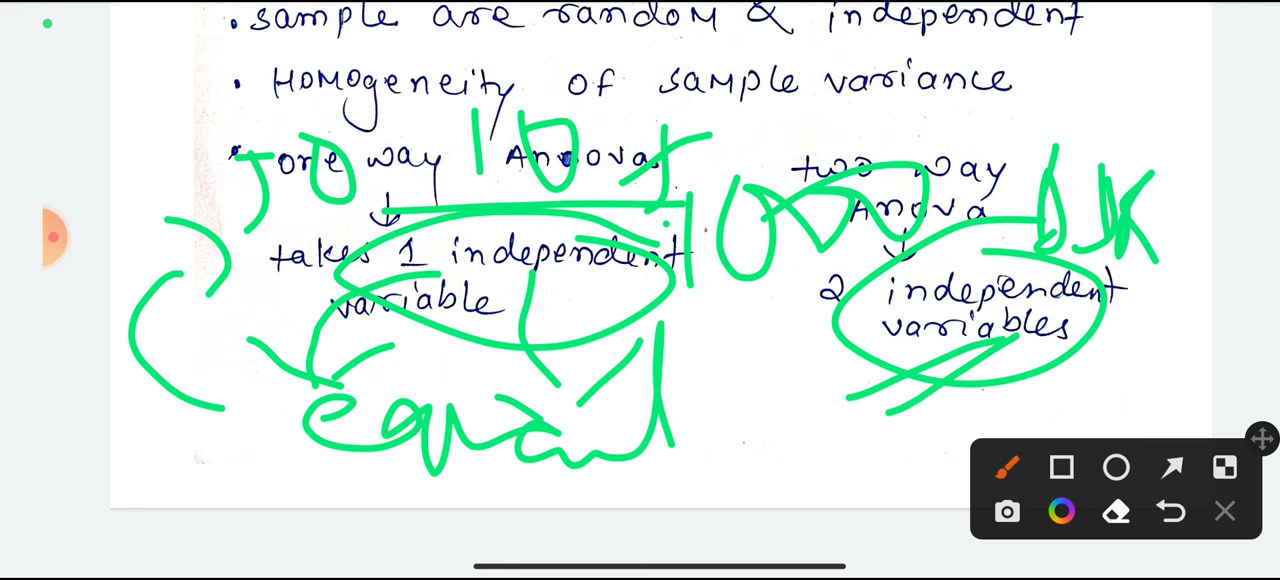 • sample are random & independent
• Homogeneity of sample variance
• one way Anova
two way Anova
takes 1 independent variable
2 independent variables
equal